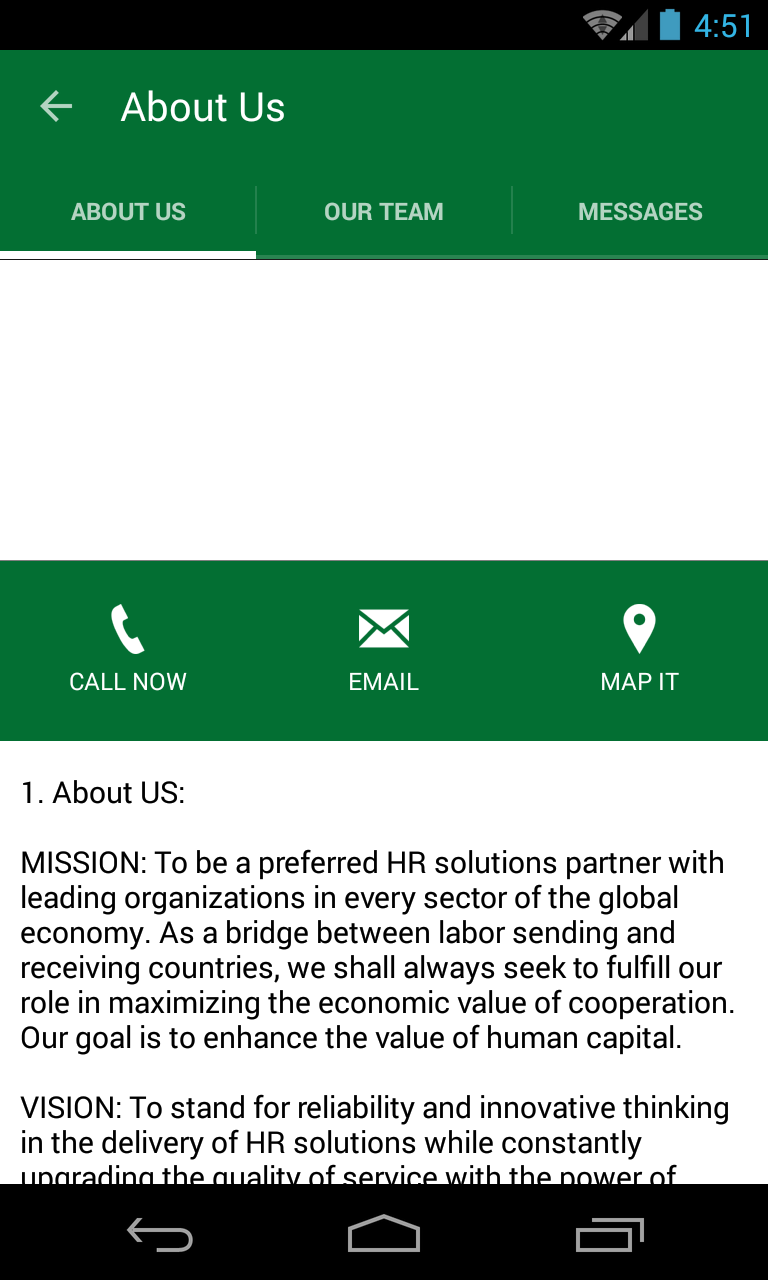 4:51
About Us
ABOUT US
OUR TEAM
MESSAGES
CALL NOW
EMAIL
MAP IT
1. About US:
MISSION: To be a preferred HR solutions partner with
leading organizations in every sector of the global
economy. As a bridge between labor sending and
receiving countries, we shall always seek to fulfill our
role in maximizing the economic value of cooperation.
Our goal is to enhance the value of human capital.
VISION: To stand for reliability and innovative thinking
in the delivery of HR solutions while constantly
upgrading the quality of service with the power of